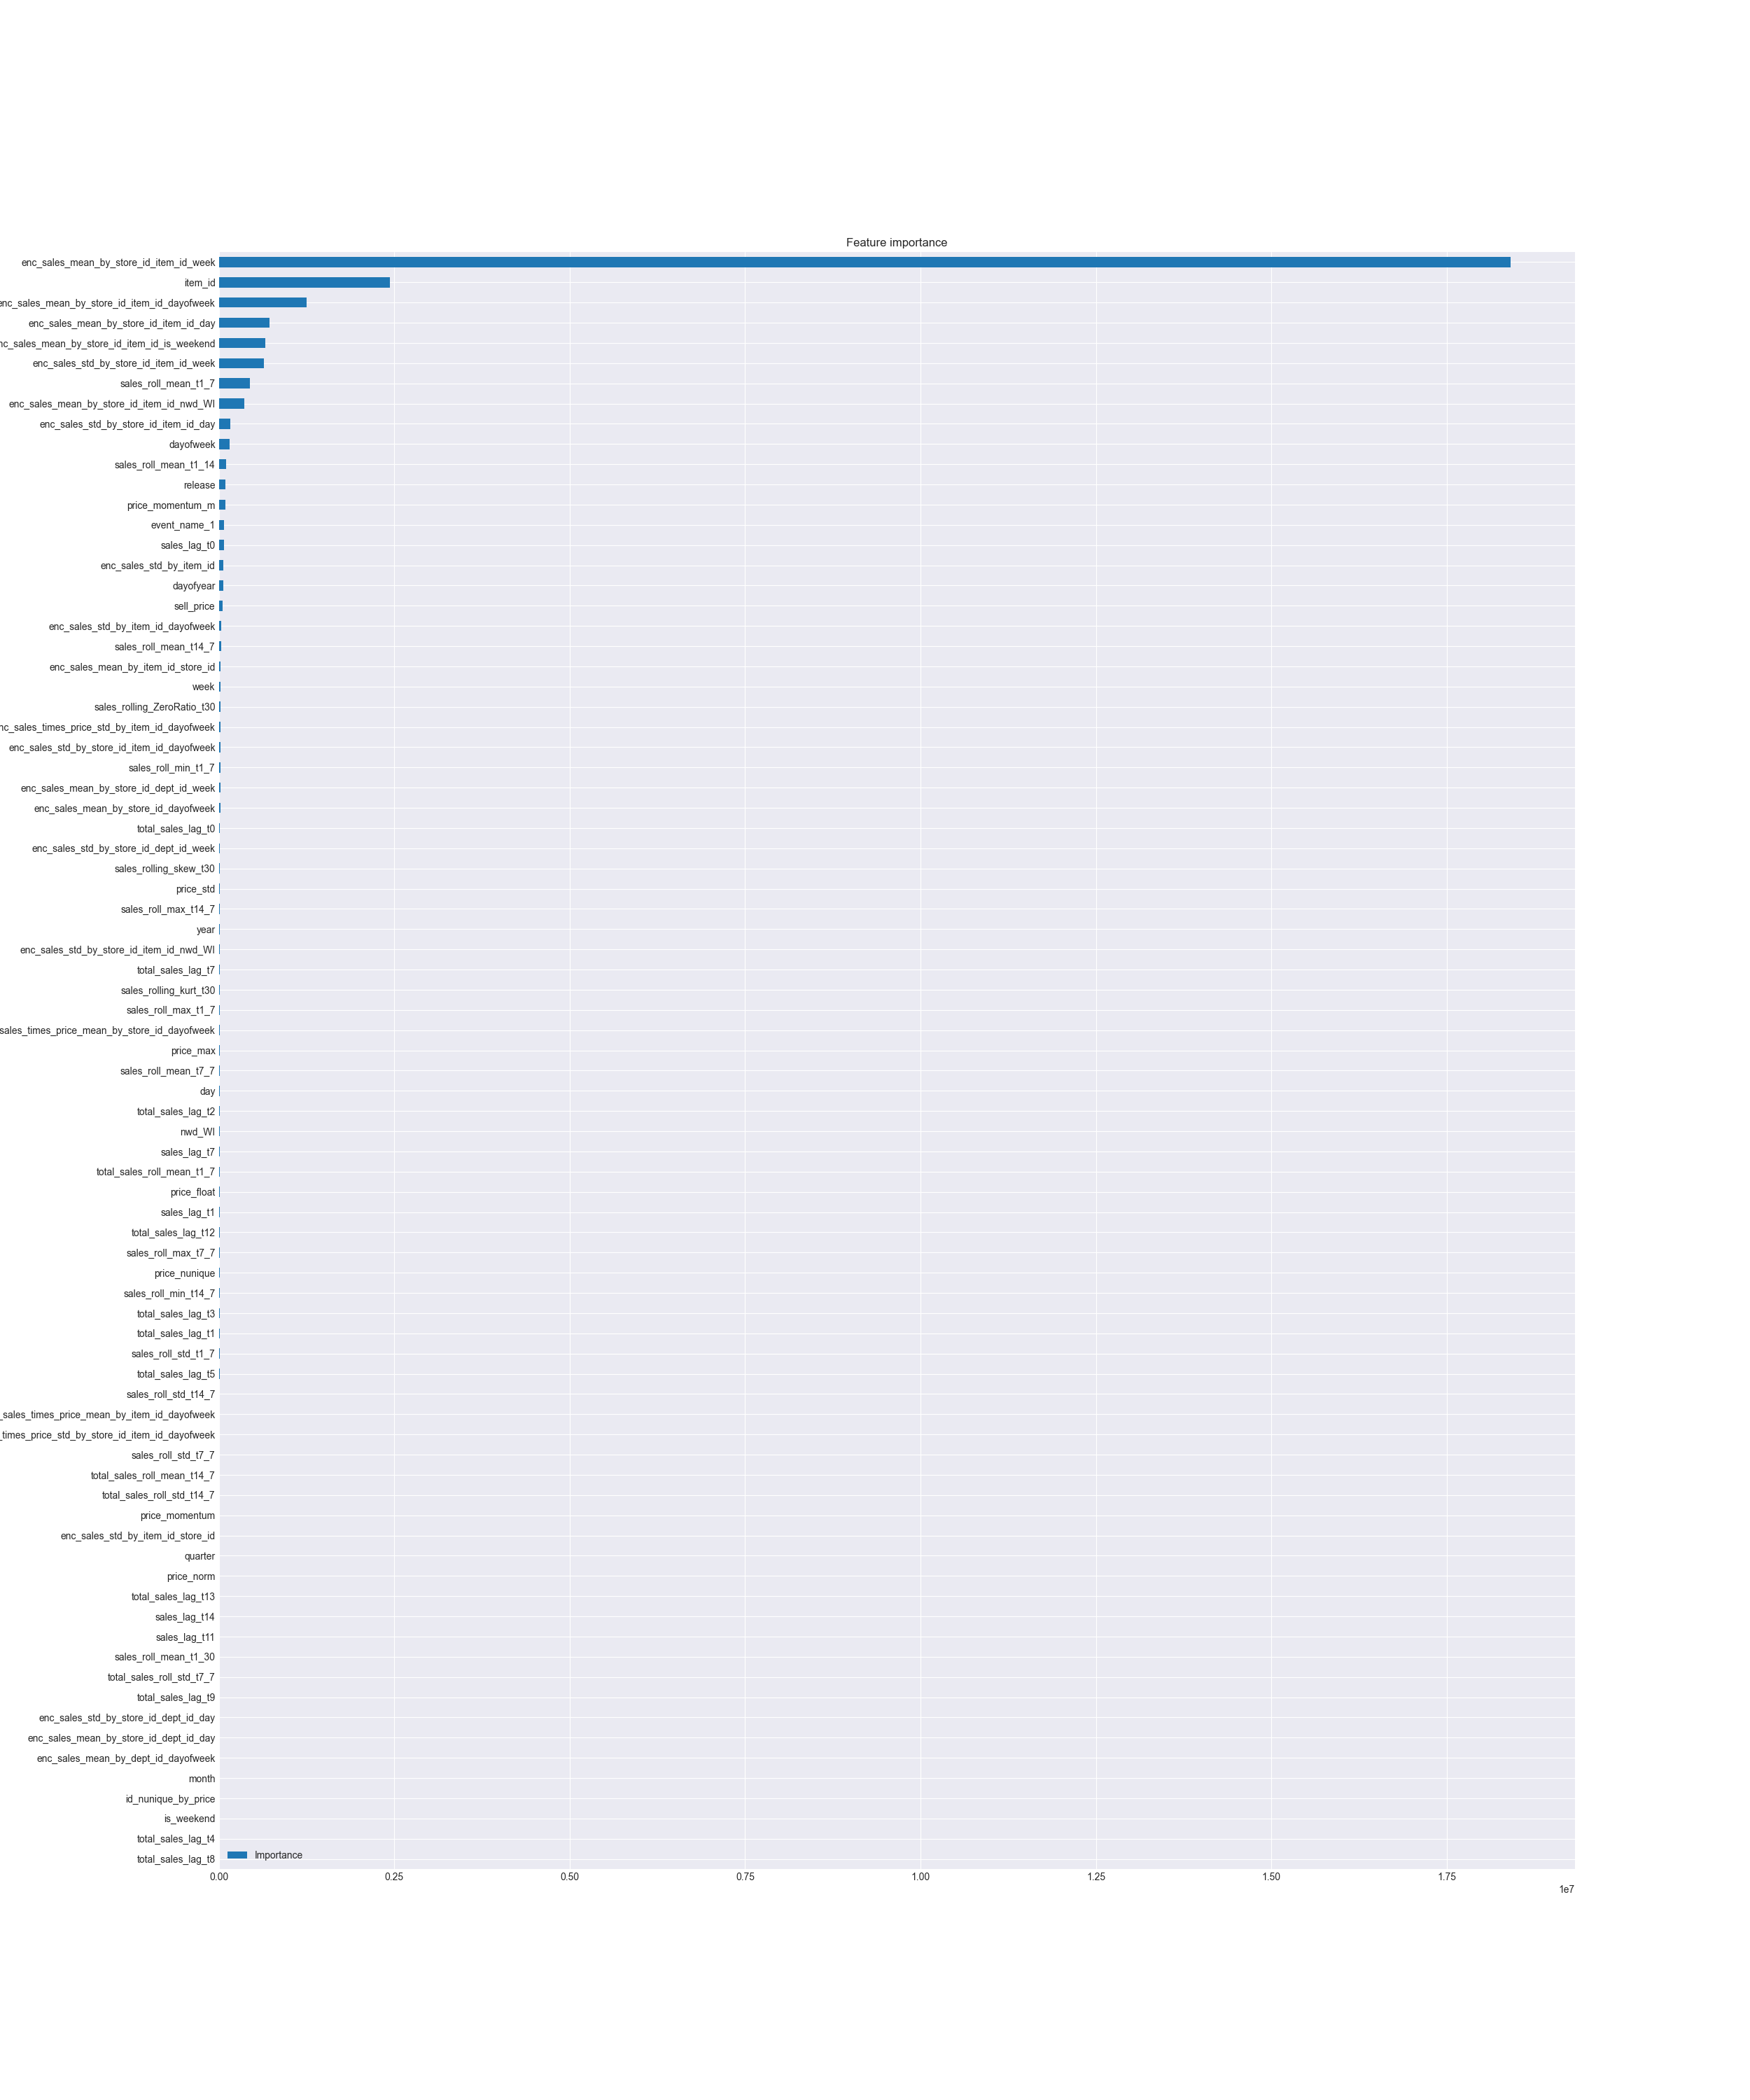 Feature importance
enc_sales_mean_by_store_id_item_id_week
item_id
enc_sales_mean_by_store_id_item_id_dayofweek
enc_sales_mean_by_store_id_item_id_day
nc_sales_mean_by_store_id_item_id_is_weekend
enc_sales_std_by_store_id_item_id_week
sales_roll_mean_t1_7
enc_sales_mean_by_store_id_item_id_nwd_WI
enc_sales_std_by_store_id_item_id_day
dayofweek
sales_roll_mean_t1_14
release
price_momentum_m
event_name_1
sales_lag_t0
enc_sales_std_by_item_id
dayofyear
sell_price
enc_sales_std_by_item_id_dayofweek
sales_roll_mean_t14_7
enc_sales_mean_by_item_id_store_id
week
sales_rolling_ZeroRatio_t30
nc_sales_times_price_std_by_item_id_dayofweek
enc_sales_std_by_store_id_item_id_dayofweek
sales_roll_min_t1_7
enc_sales_mean_by_store_id_dept_id_week
enc_sales_mean_by_store_id_dayofweek
total_sales_lag_t0
enc_sales_std_by_store_id_dept_id_week
sales_rolling_skew_t30
price_std
sales_roll_max_t14_7
year
enc_sales_std_by_store_id_item_id_nwd_WI
total_sales_lag_t7
sales_rolling_kurt_t30
sales_roll_max_t1_7
sales_times_price_mean_by_store_id_dayofweek
price_max
sales_roll_mean_t7_7
day
total_sales_lag_t2
nwd_WI
sales_lag_t7
total_sales_roll_mean_t1_7
price_float
sales_lag_t1
total_sales_lag_t12
sales_roll_max_t7_7
price_nunique
sales_roll_min_t14_7
total_sales_lag_t3
total_sales_lag_t1
sales_roll_std_t1_7
total_sales_lag_t5
sales_roll_std_t14_7
_sales_times_price_mean_by_item_id_dayofweek
_times_price_std_by_store_id_item_id_dayofweek
sales_roll_std_t7_7
total_sales_roll_mean_t14_7
total_sales_roll_std_t14_7
price_momentum
enc_sales_std_by_item_id_store_id
quarter
price_norm
total_sales_lag_t13
sales_lag_t14
sales_lag_t11
sales_roll_mean_t1_30
total_sales_roll_std_t7_7
total_sales_lag_t9
enc_sales_std_by_store_id_dept_id_day
enc_sales_mean_by_store_id_dept_id_day
enc_sales_mean_by_dept_id_dayofweek
month
id_nunique_by_price
is_weekend
total_sales_lag_t4
total_sales_lag_t8
Importance
0.00 0.25 0.50 0.75 1.00 1.25 1.50 1.75
1e7